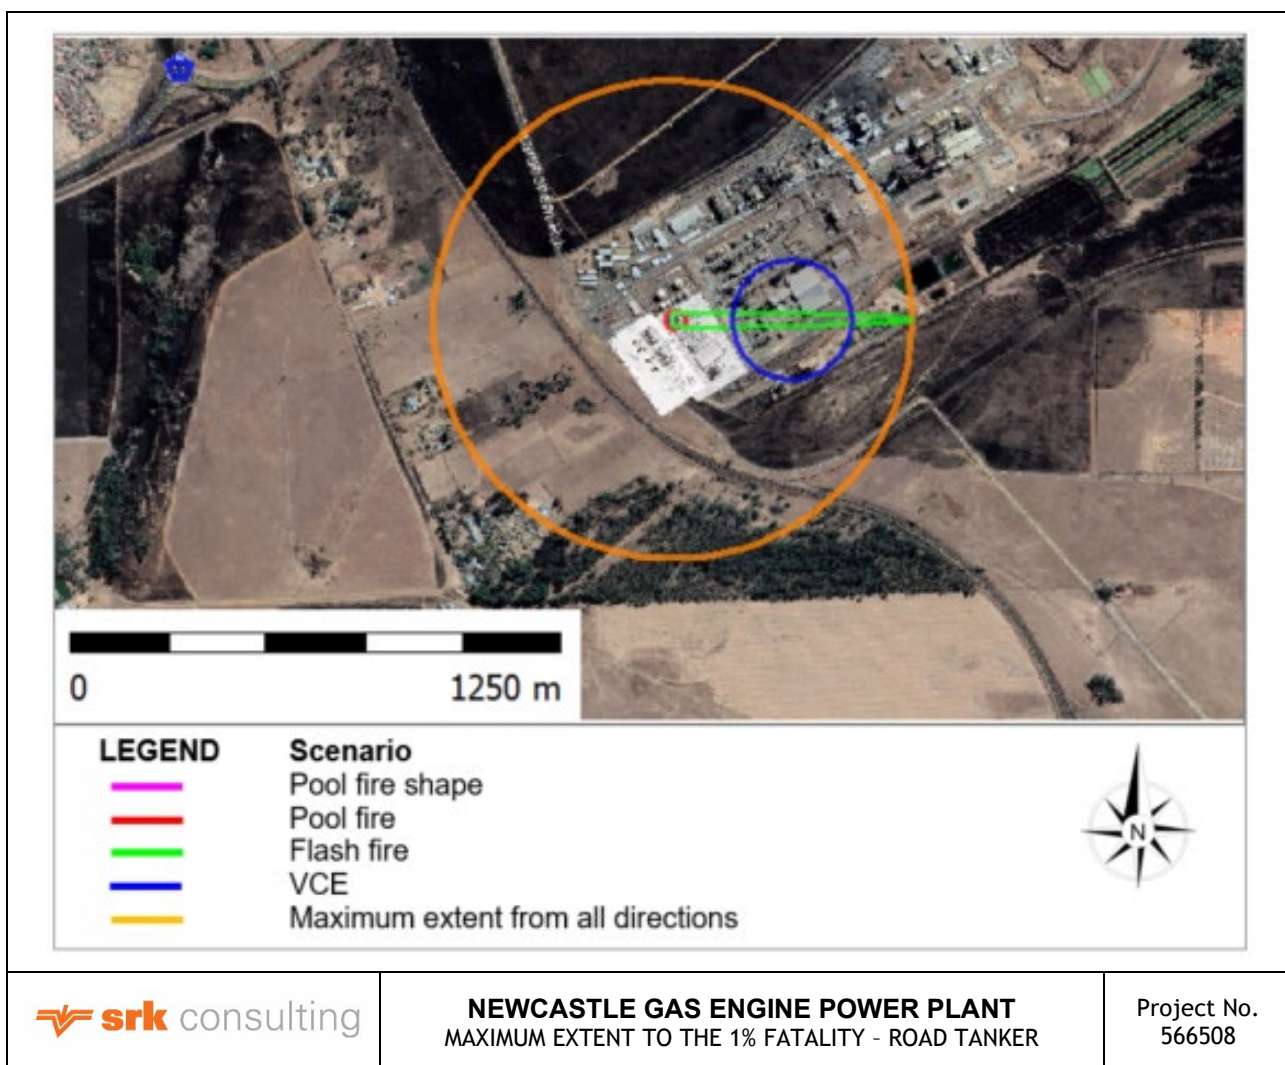 0
1250 m
LEGEND Scenario
Pool fire shape
Pool fire
Flash fire
VCE
Maximum extent from all directions
N
srk consulting
NEWCASTLE GAS ENGINE POWER PLANT
MAXIMUM EXTENT TO THE 1% FATALITY – ROAD TANKER
Project No.
566508